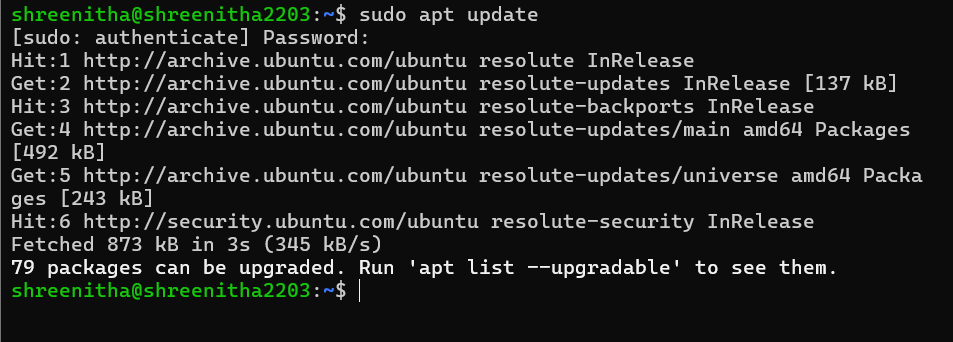 shreenitha@shreenitha2203:~$ sudo apt update
[sudo: authenticate] Password:
Hit:1 http://archive.ubuntu.com/ubuntu resolute InRelease
Get:2 http://archive.ubuntu.com/ubuntu resolute-updates InRelease [137 kB]
Hit:3 http://archive.ubuntu.com/ubuntu resolute-backports InRelease
Get:4 http://archive.ubuntu.com/ubuntu resolute-updates/main amd64 Packages
[492 kB]
Get:5 http://archive.ubuntu.com/ubuntu resolute-updates/universe amd64 Packa
ges [243 kB]
Hit:6 http://security.ubuntu.com/ubuntu resolute-security InRelease
Fetched 873 kB in 3s (345 kB/s)
79 packages can be upgraded. Run 'apt list --upgradable' to see them.
shreenitha@shreenitha2203:~$